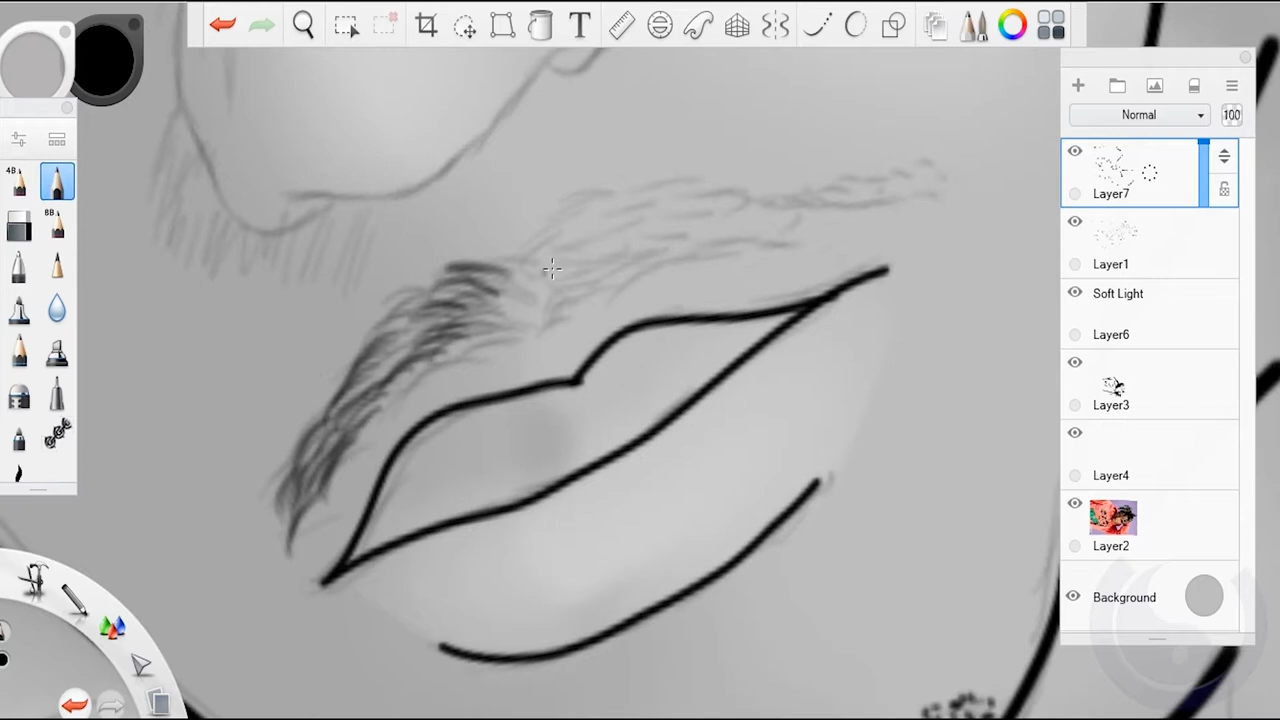 T
Normal
100
4B
Layer7
8B
Layer1
Soft Light
Layer6
Layer3
Layer4
Layer2
Background